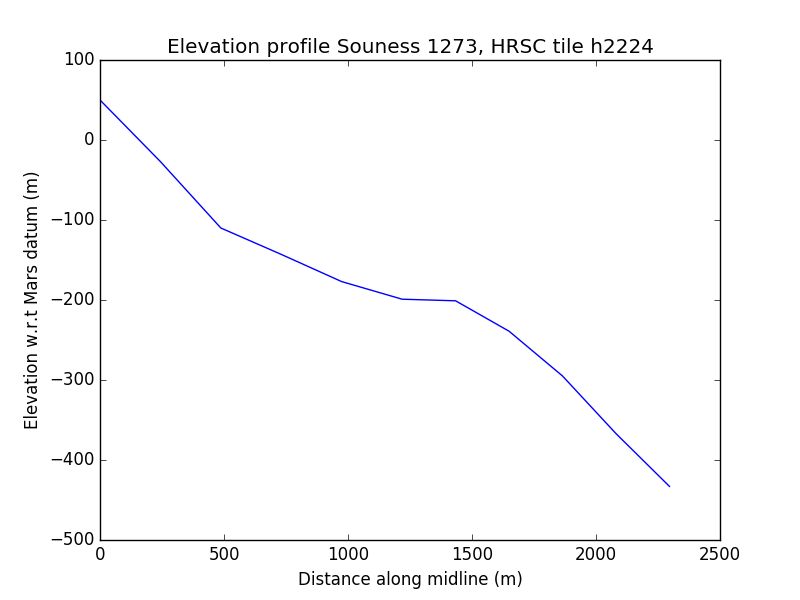 Elevation profile Souness 1273, HRSC tile h2224
100
0
−100
−200
−300
−400
−500
Elevation w.r.t Mars datum (m)
0 500 1000 1500 2000 2500
Distance along midline (m)